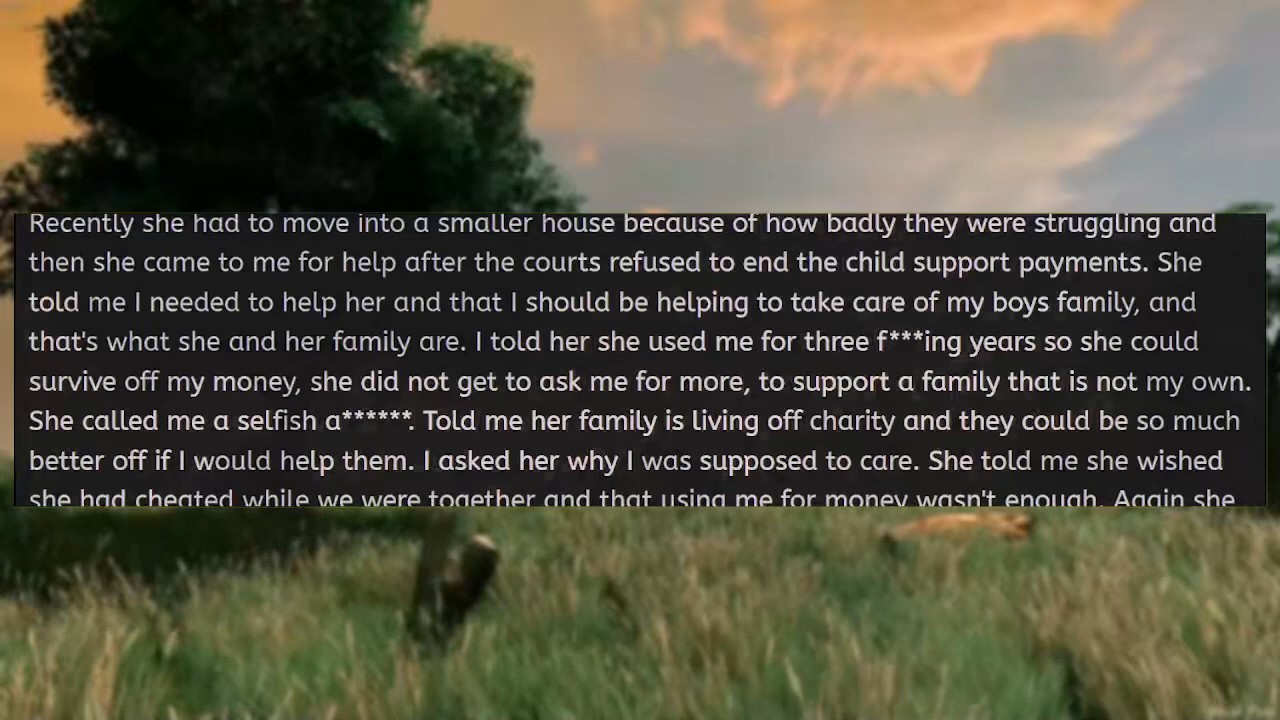 Recently she had to move into a smaller house because of how badly they were struggling and
then she came to me for help after the courts refused to end the child support payments. She
told me I needed to help her and that I should be helping to take care of my boys family, and
that's what she and her family are. I told her she used me for three f***ing years so she could
survive off my money, she did not get to ask me for more, to support a family that is not my own.
She called me a selfish a******. Told me her family is living off charity and they could be so much
better off if I would help them. I asked her why I was supposed to care. She told me she wished
she had cheated while we were together and that using me for money wasn't enough. Again she